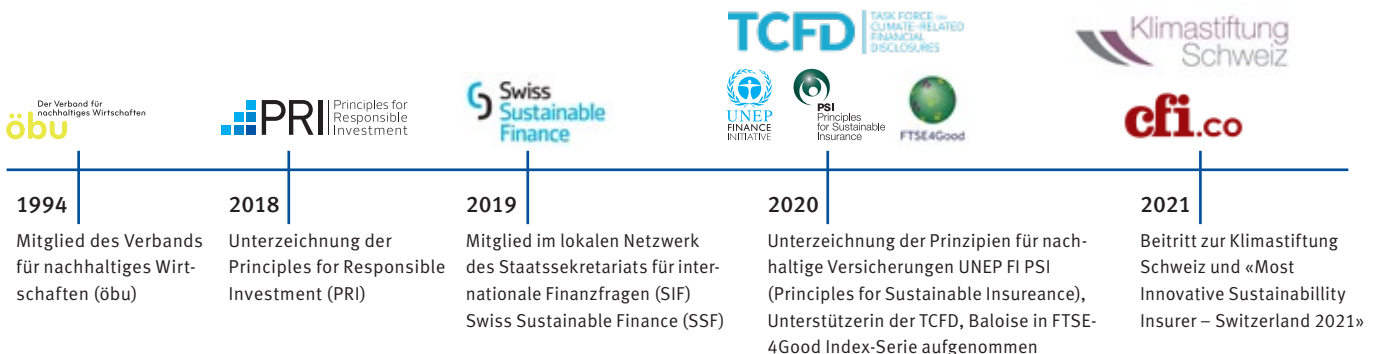 Der Verband für
nachhaltiges Wirtschaften
öbu
PRI
Principles for
Responsible
Investment
Swiss
Sustainable
Finance
TCFD
TASK FORCE ON
CLIMATE-RELATED
FINANCIAL
DISCLOSURES
UNEP
FINANCE
INITIATIVE
PSI
Principles
for Sustainable
Insurance
FTSE4Good
Klimastiftung
Schweiz
cfi.co
1994
Mitglied des Verbands
für nachhaltiges Wirt-
schaften (öbu)
2018
Unterzeichnung der
Principles for Responsible
Investment (PRI)
2019
Mitglied im lokalen Netzwerk
des Staatssekretariats für inter-
nationale Finanzfragen (SIF)
Swiss Sustainable Finance (SSF)
2020
Unterzeichnung der Prinzipien für nach-
haltige Versicherungen UNEP FI PSI
(Principles for Sustainable Insureance),
Unterstützerin der TCFD, Baloise in FTSE-
4Good Index-Serie aufgenommen
2021
Beitritt zur Klimastiftung
Schweiz und «Most
Innovative Sustainabillity
Insurer – Switzerland 2021»